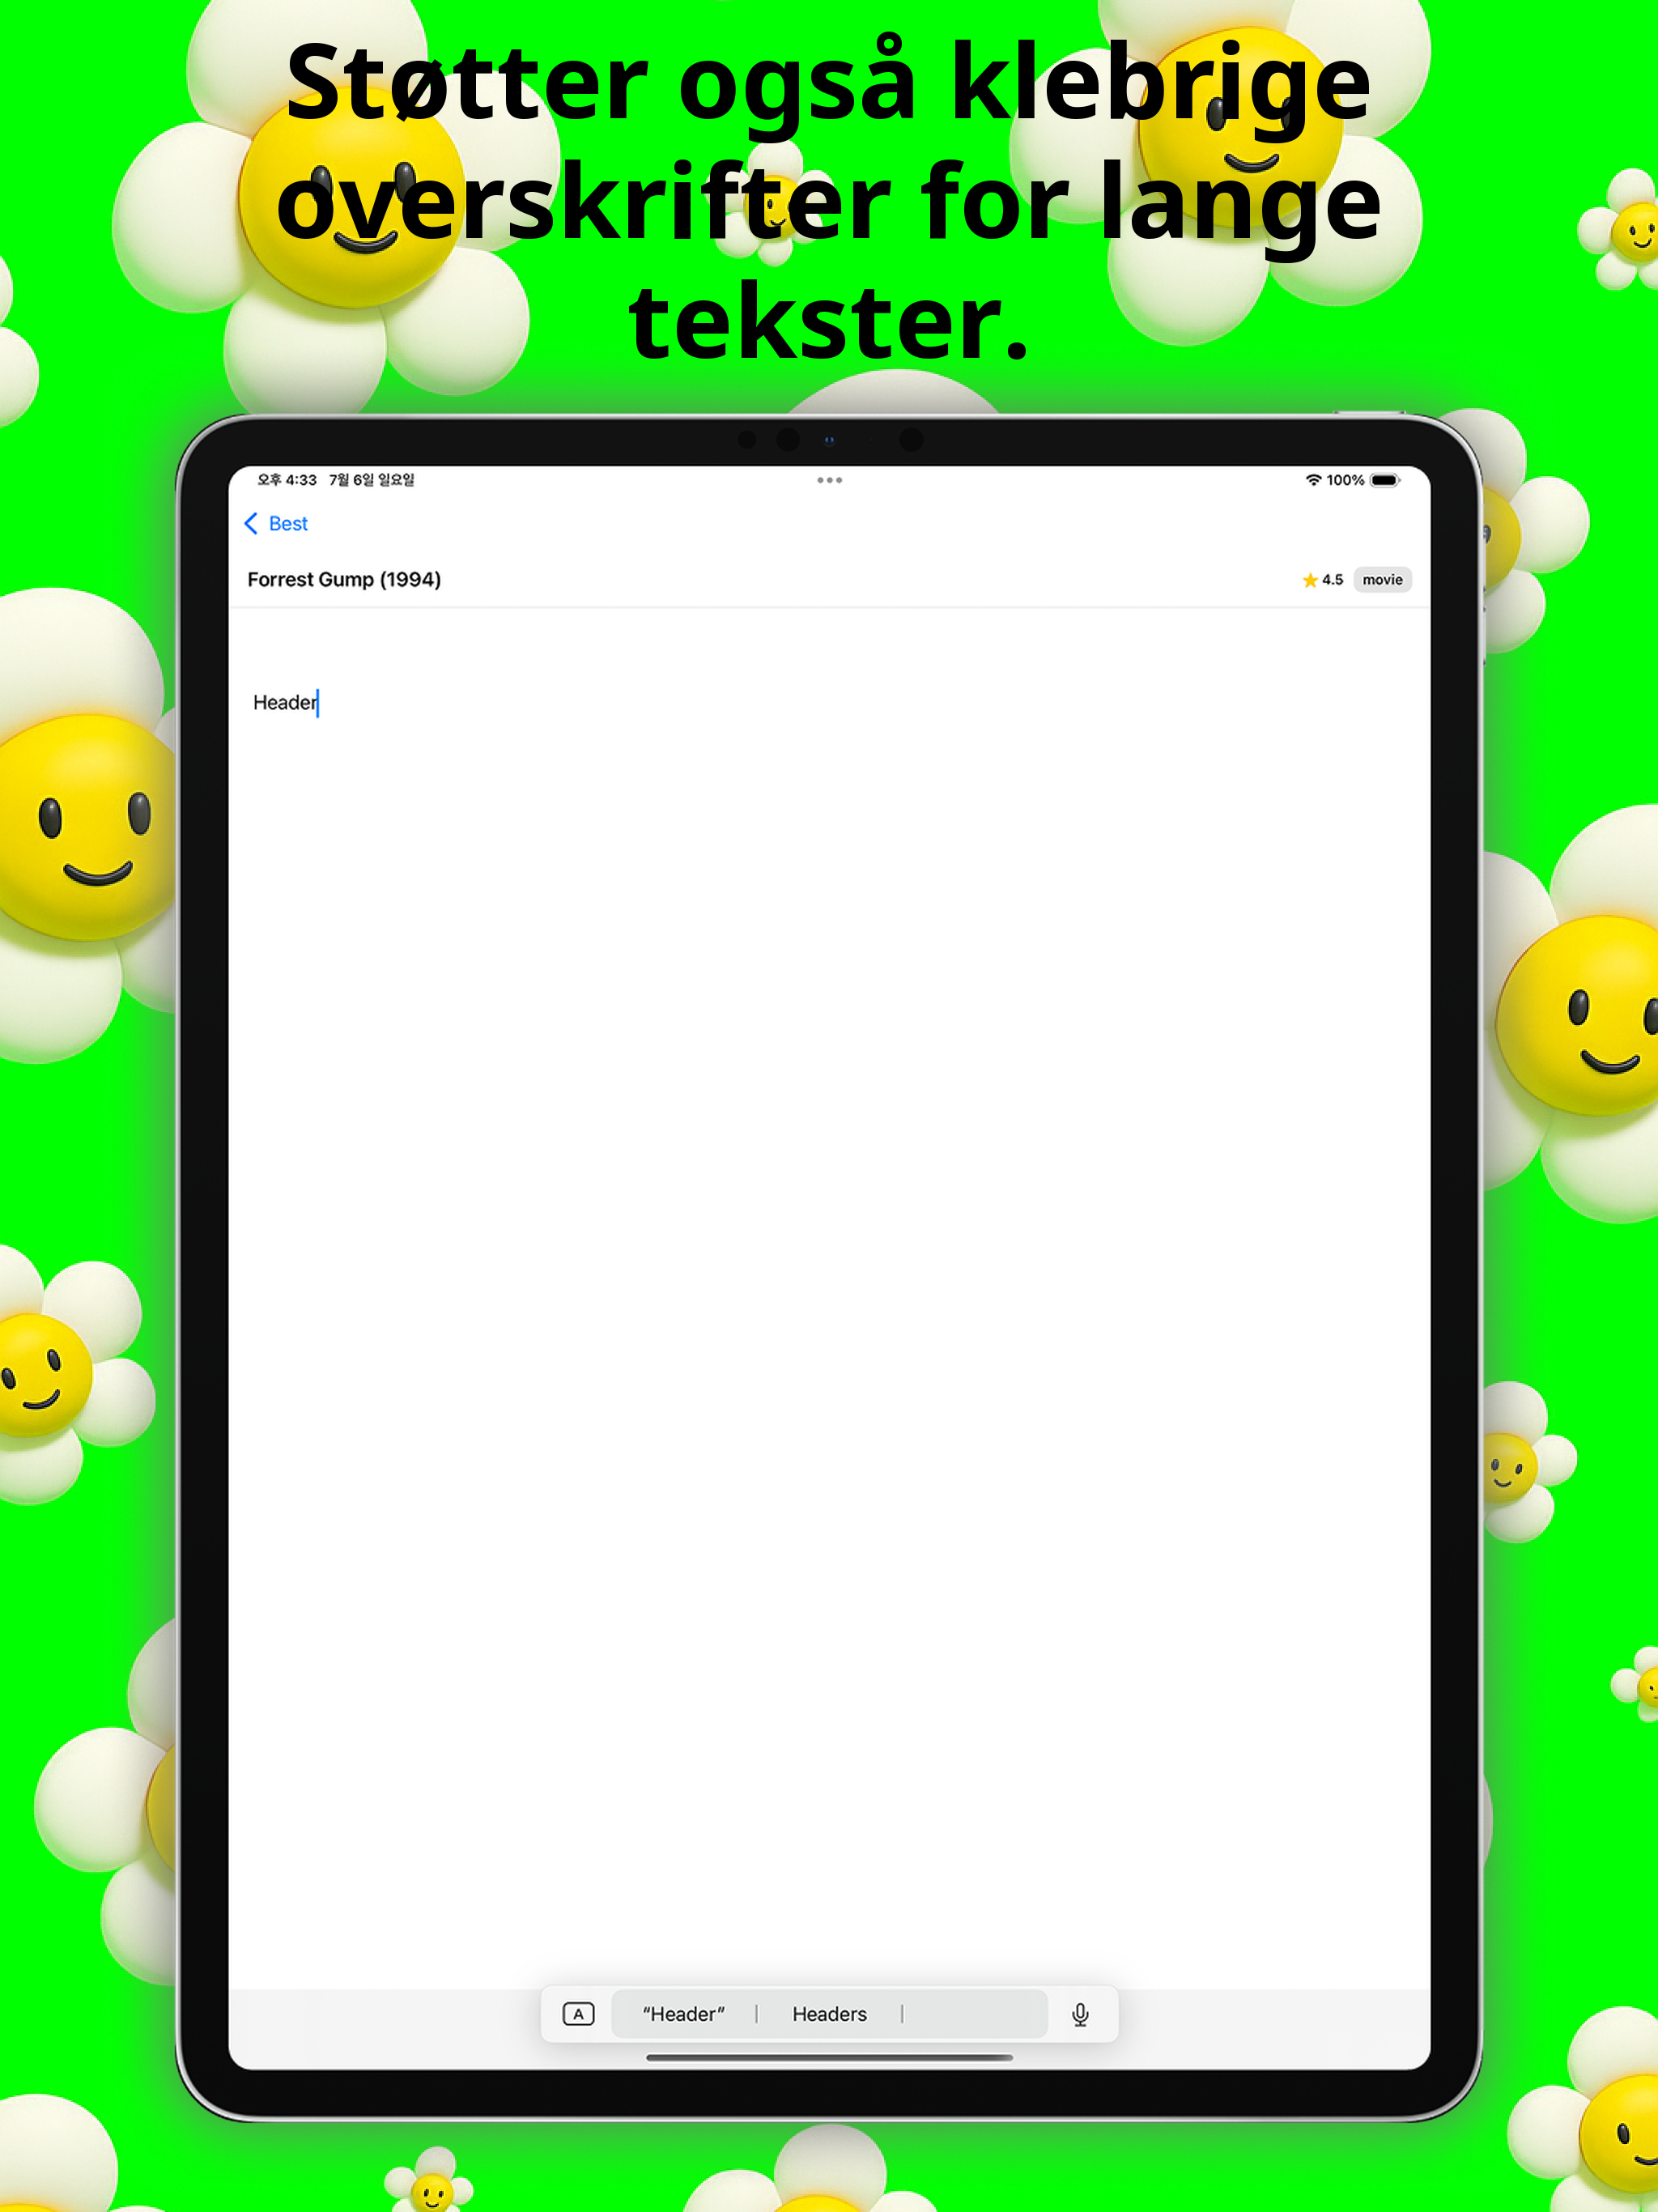 Støtter også klebrige
overskrifter for lange
tekster.
오후 4:33 7월 6일 일요일
100%
Best
Forrest Gump (1994)
4.5 movie
Header
A “Header” Headers